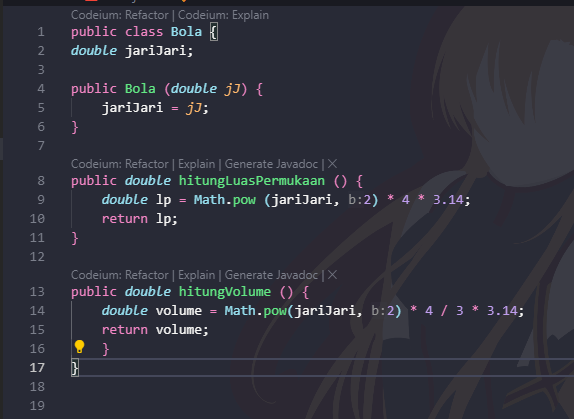 Codeium: Refactor | Codeium: Explain
1 public class Bola {
2 double jariJari;
3
4 public Bola (double jJ) {
5 jariJari = jJ;
6 }
7
Codeium: Refactor | Explain | Generate Javadoc | ×
8 public double hitungLuasPermukaan () {
9 double lp = Math.pow (jariJari, b:2) * 4 * 3.14;
10 return lp;
11 }
12
Codeium: Refactor | Explain | Generate Javadoc | ×
13 public double hitungVolume () {
14 double volume = Math.pow(jariJari, b:2) * 4 / 3 * 3.14;
15 return volume;
16 }
17 }
18
19